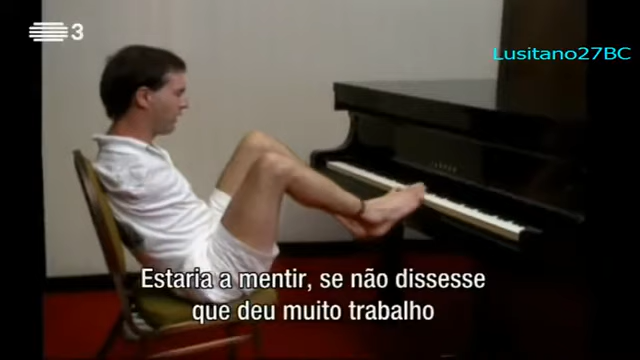 3
Lusitano27BC
Estaria a mentir, se não dissesse
que deu muito trabalho